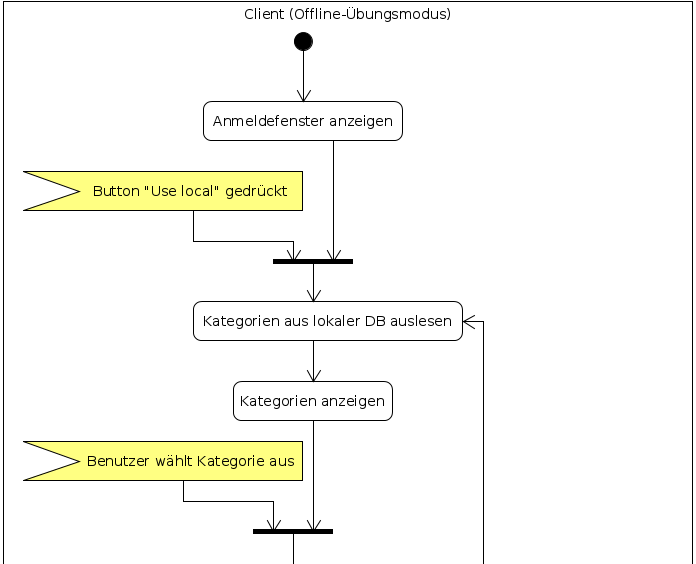 Client (Offline-Übungsmodus)
Anmeldefenster anzeigen
Button "Use local" gedrückt
Kategorien aus lokaler DB auslesen
Kategorien anzeigen
Benutzer wählt Kategorie aus